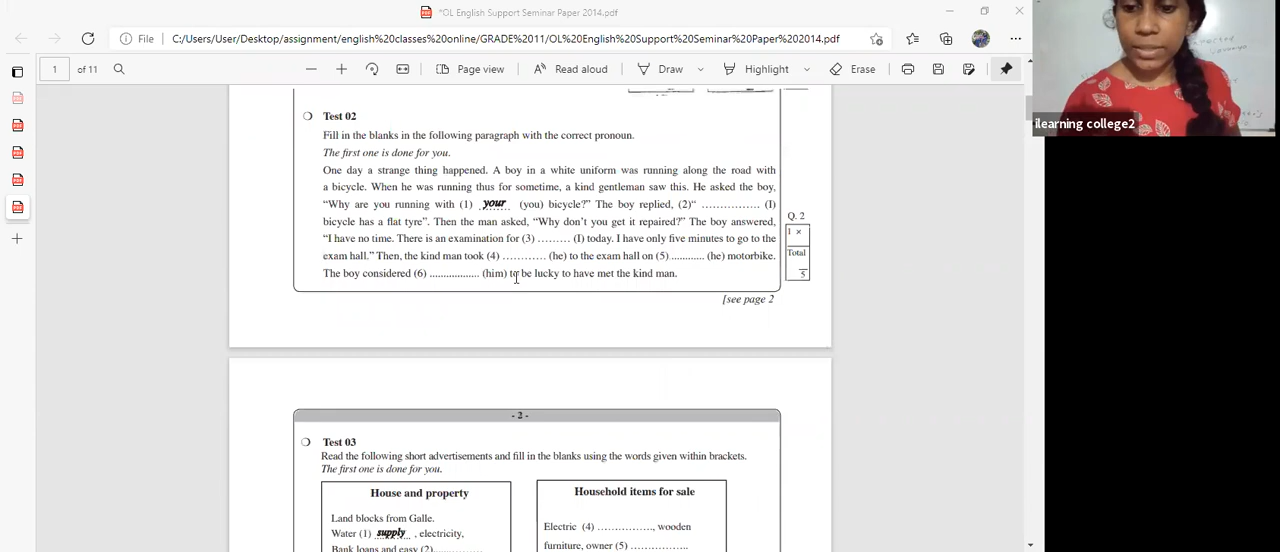 *OL English Support Seminar Paper 2014.pdf
File C:/Users/User/Desktop/assignment/english%20classes%20online/GRADE%2011/OL%20English%20Support%20Seminar%20Paper%202014.pdf
1 of 11 Page view Read aloud Draw Highlight Erase
ilearning college2
Test 02
Fill in the blanks in the following paragraph with the correct pronoun.
The first one is done for you.
One day a strange thing happened. A boy in a white uniform was running along the road with
a bicycle. When he was running thus for sometime, a kind gentleman saw this. He asked the boy,
“Why are you running with (1) your (you) bicycle?” The boy replied, (2)“ ............... (I)
bicycle has a flat tyre”. Then the man asked, “Why don’t you get it repaired?” The boy answered,
“I have no time. There is an examination for (3) ......... (I) today. I have only five minutes to go to the
exam hall.” Then, the kind man took (4) ............ (he) to the exam hall on (5)............ (he) motorbike.
The boy considered (6) .................. (him) to be lucky to have met the kind man.
Q. 2
1 ×
Total
5
[see page 2
- 2 -
Test 03
Read the following short advertisements and fill in the blanks using the words given within brackets.
The first one is done for you.
House and property
Land blocks from Galle.
Water (1) supply , electricity,
Bank loans and easy (2)............
Household items for sale
Electric (4) ................, wooden
furniture, owner (5) ................